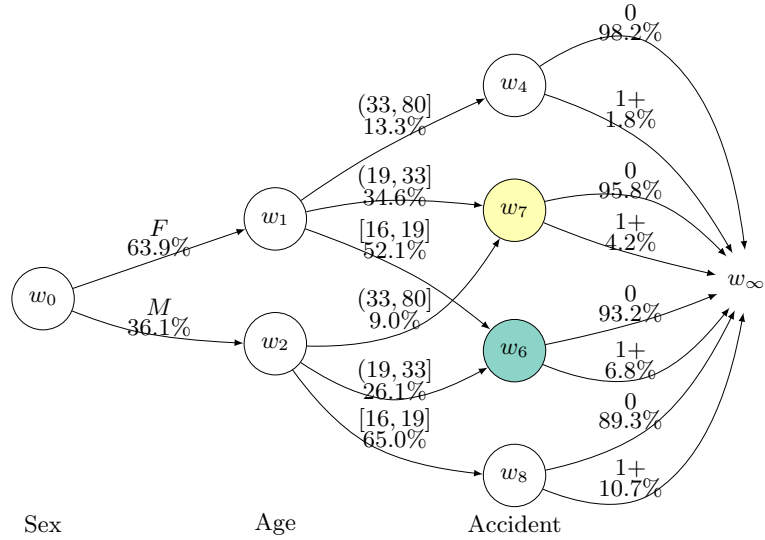 0
98.2%
w4
(33, 80]
13.3%
1+
1.8%
(19, 33]
34.6%
0
95.8%
w1
w7
F
63.9%
[16, 19]
52.1%
1+
4.2%
w0
w∞
M
36.1%
(33, 80]
9.0%
0
93.2%
w2
w6
(19, 33]
26.1%
1+
6.8%
[16, 19]
65.0%
0
89.3%
w8
1+
10.7%
Sex
Age
Accident